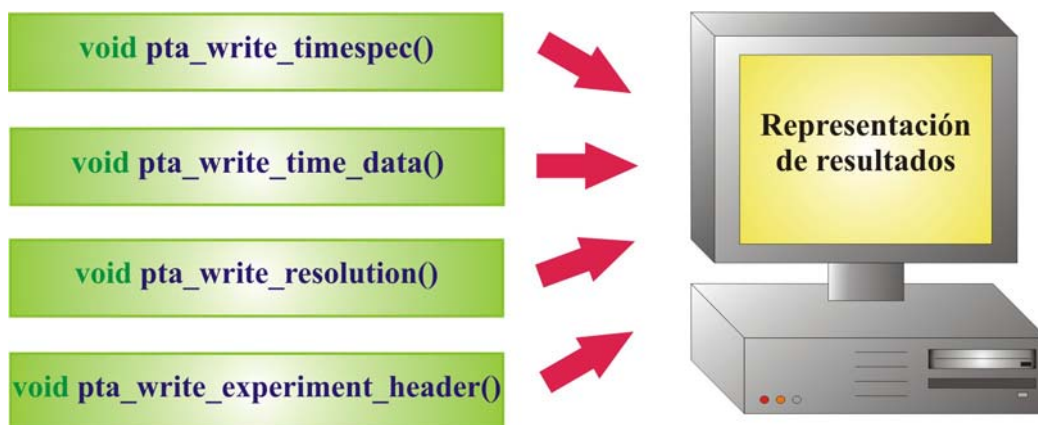 void pta_write_timespec()
void pta_write_time_data()
void pta_write_resolution()
void pta_write_experiment_header()
Representación
de resultados